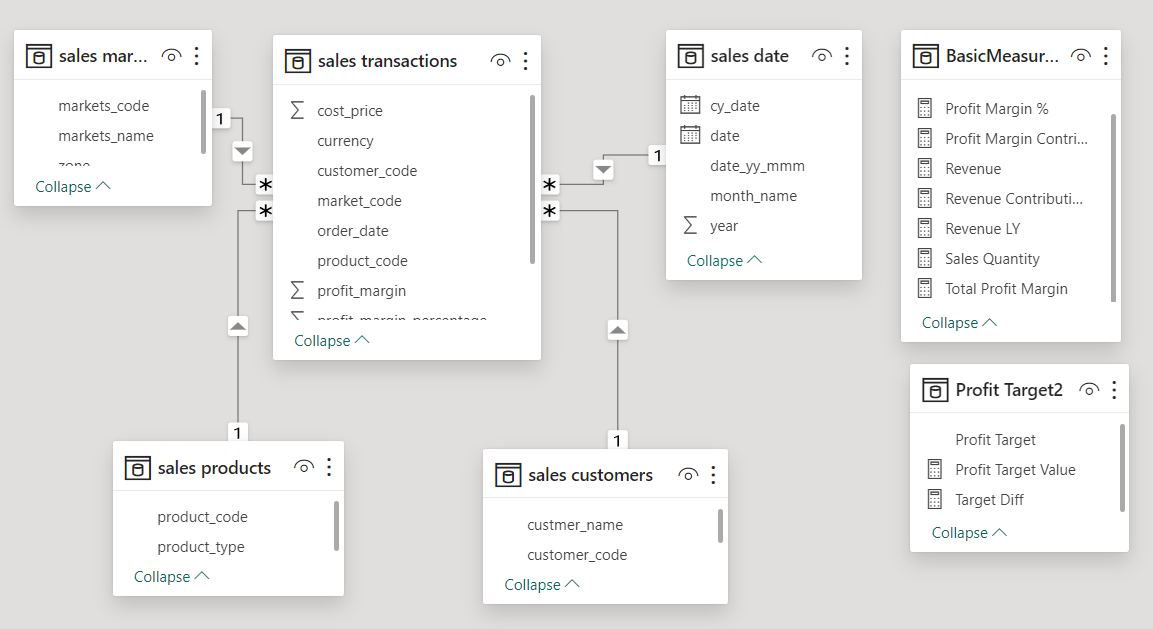 sales mar...
markets_code
markets_name
zone
Collapse
1
*
*
sales transactions
cost_price
currency
customer_code
market_code
order_date
product_code
profit_margin
profit_margin_percentage
Collapse
*
*
1
sales date
cy_date
date
date_yy_mmm
month_name
year
Collapse
BasicMeasur...
Profit Margin %
Profit Margin Contri...
Revenue
Revenue Contributi...
Revenue LY
Sales Quantity
Total Profit Margin
Collapse
Profit Target2
Profit Target
Profit Target Value
Target Diff
Collapse
1
sales products
product_code
product_type
Collapse
1
sales customers
custmer_name
customer_code
Collapse